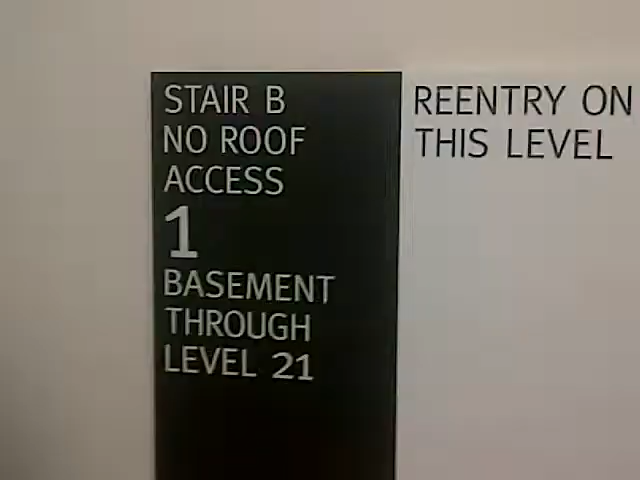 STAIR B
NO ROOF
ACCESS
1
BASEMENT
THROUGH
LEVEL 21
REENTRY ON
THIS LEVEL